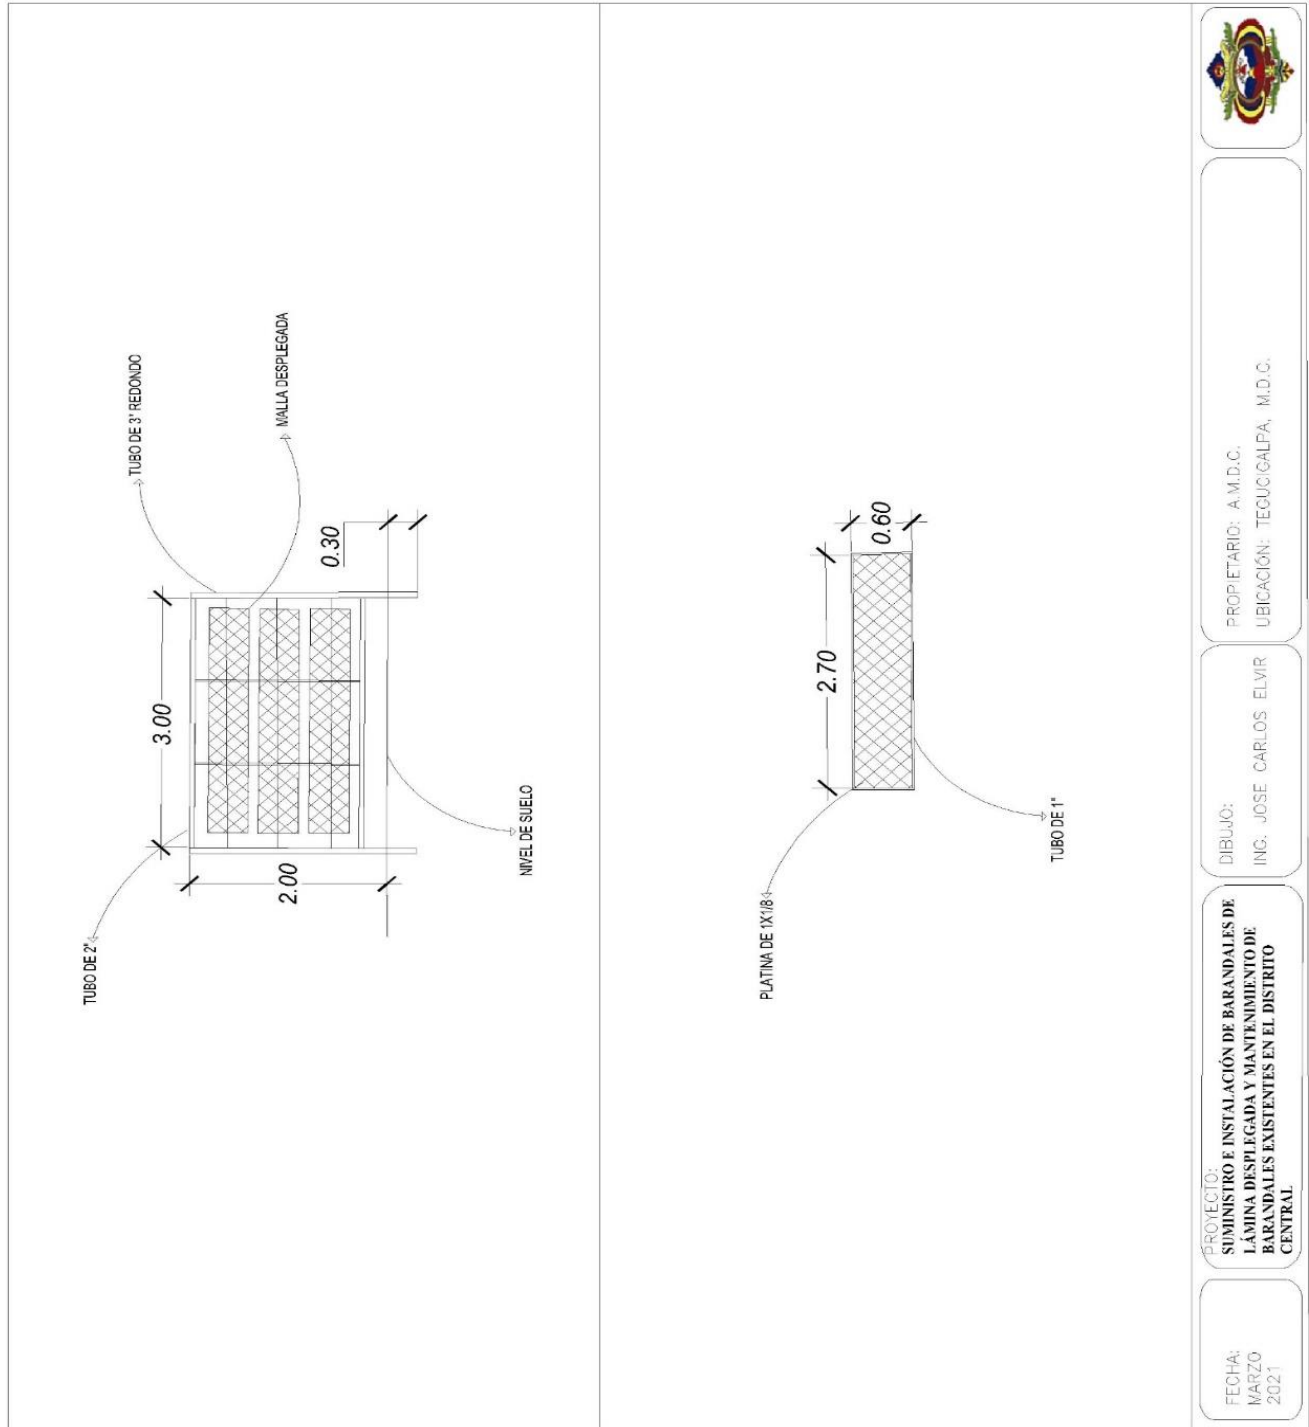 TUBO DE 3' REDONDO
MALLA DESPLEGADA
3.00
0.30
2.00
TUBO DE 2"
NIVEL DE SUELO
2.70
0.60
PLATINA DE 1X1/8
TUBO DE 1"
FECHA:
MARZO
2021
PROYECTO:
SUMINISTRO E INSTALACIÓN DE BARANDALES DE
LÁMINA DESPLEGADA Y MANTENIMIENTO DE
BARANDALES EXISTENTES EN EL DISTRITO
CENTRAL
DIBUJO:
ING. JOSE CARLOS ELVIR
PROPIETARIO: A.M.D.C.
UBICACIÓN: TEGUCIGALPA, M.D.C.